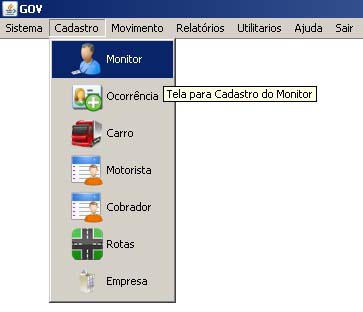 GOV
Sistema Cadastro Movimento Relatórios Utilitarios Ajuda Sair
Monitor
Ocorrência
Tela para Cadastro do Monitor
Carro
Motorista
Cobrador
Rotas
Empresa